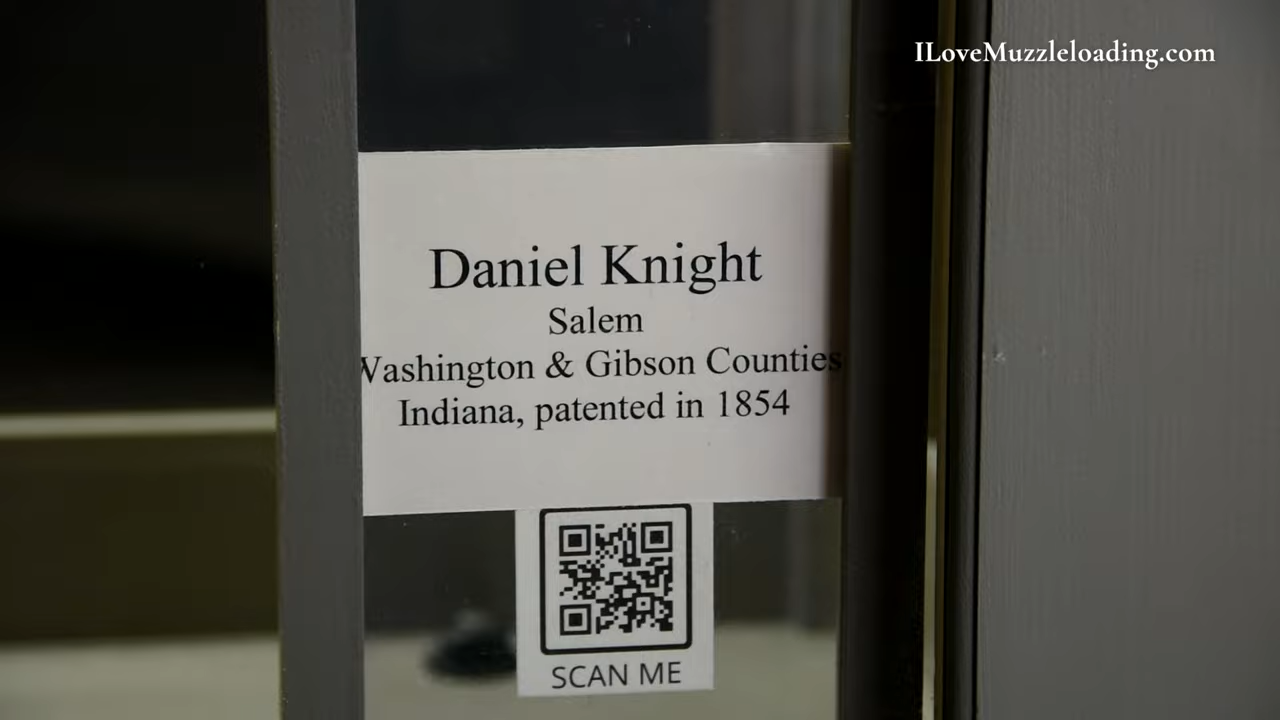 ILoveMuzzleloading.com
Daniel Knight
Salem
Washington & Gibson Counties
Indiana, patented in 1854
SCAN ME